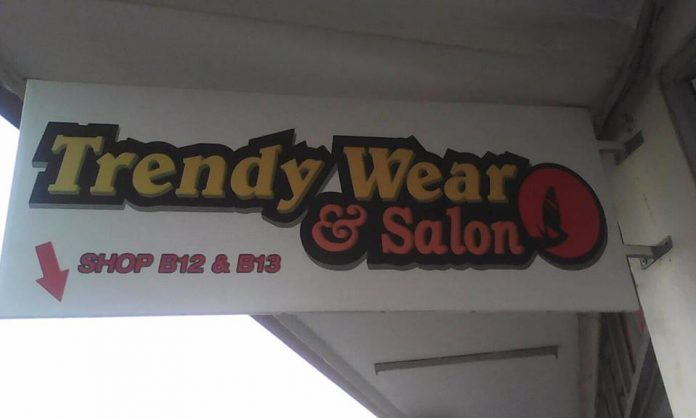 Trendy Wear
& Salon
SHOP B12 & B13